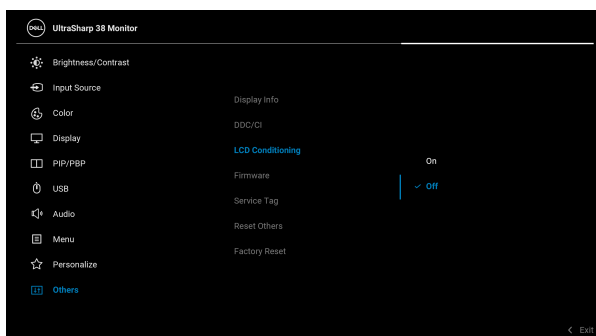 DELL
UltraSharp 38 Monitor
Brightness/Contrast
Input Source
Color
Display
PIP/PBP
USB
Audio
Menu
Personalize
Others
Display Info
DDC/CI
LCD Conditioning
Firmware
Service Tag
Reset Others
Factory Reset
On
Off
Exit